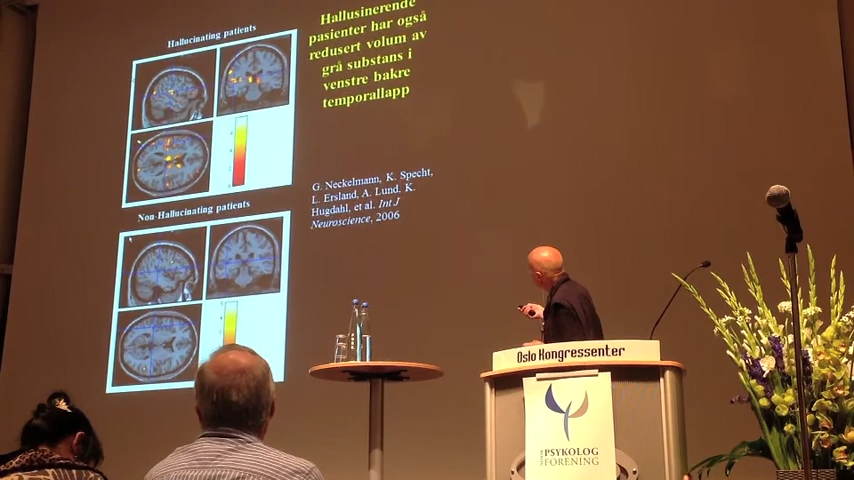 Hallucinating patients
Hallusinerende
pasienter har også
redusert volum av
grå substans i
venstre bakre
temporallapp
G. Neckelmann, K. Specht,
L. Ersland, A. Lund, K.
Hugdahl, et al. Int J
Neuroscience, 2006
Non-Hallucinating patients
Oslo Kongressenter
PSYKOLOG
FORENING